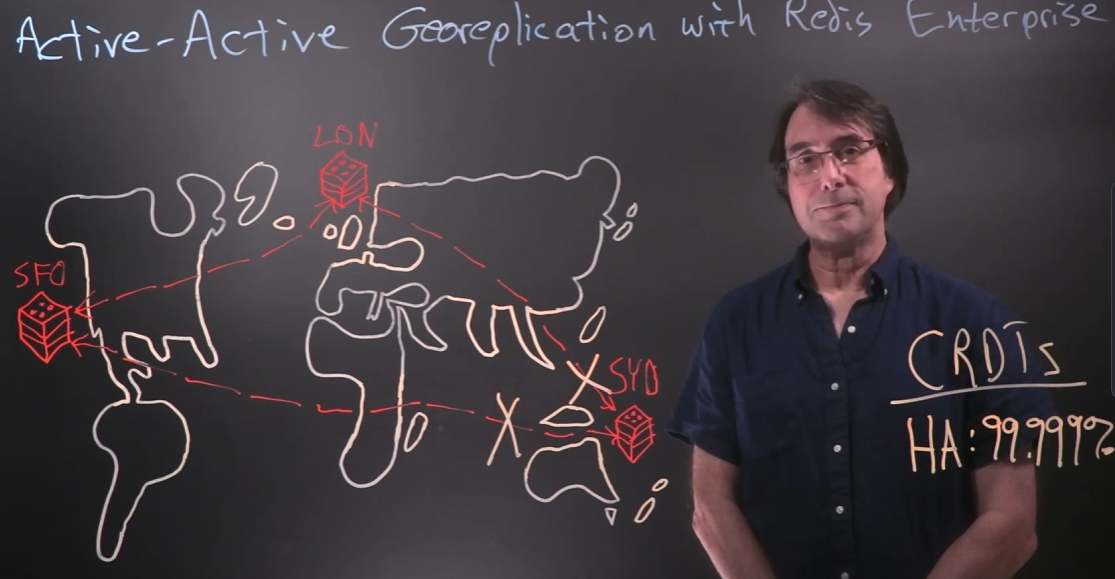 Active-Active Georeplication with Redis Enterprise
LON
SFO
SYD
CRDTs
HA: 99.999%